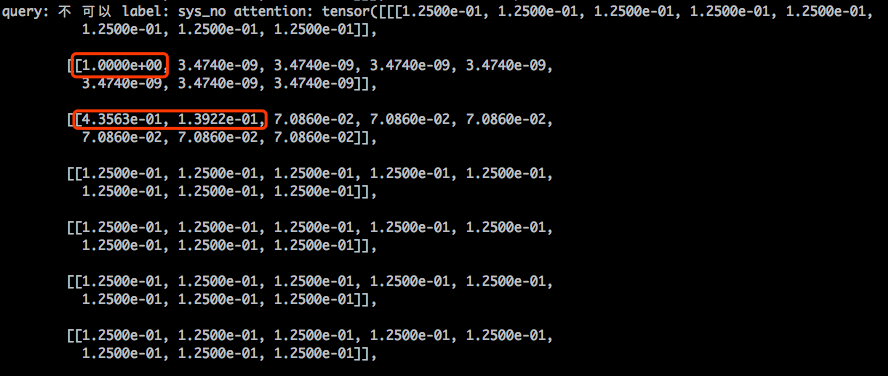 query: 不 可以 label: sys_no attention: tensor([[[1.2500e-01, 1.2500e-01, 1.2500e-01, 1.2500e-01, 1.2500e-01,
1.2500e-01, 1.2500e-01, 1.2500e-01]],
[[1.0000e+00, 3.4740e-09, 3.4740e-09, 3.4740e-09, 3.4740e-09,
3.4740e-09, 3.4740e-09, 3.4740e-09]],
[[4.3563e-01, 1.3922e-01, 7.0860e-02, 7.0860e-02, 7.0860e-02,
7.0860e-02, 7.0860e-02, 7.0860e-02]],
[[1.2500e-01, 1.2500e-01, 1.2500e-01, 1.2500e-01, 1.2500e-01,
1.2500e-01, 1.2500e-01, 1.2500e-01]],
[[1.2500e-01, 1.2500e-01, 1.2500e-01, 1.2500e-01, 1.2500e-01,
1.2500e-01, 1.2500e-01, 1.2500e-01]],
[[1.2500e-01, 1.2500e-01, 1.2500e-01, 1.2500e-01, 1.2500e-01,
1.2500e-01, 1.2500e-01, 1.2500e-01]],
[[1.2500e-01, 1.2500e-01, 1.2500e-01, 1.2500e-01, 1.2500e-01,
1.2500e-01, 1.2500e-01, 1.2500e-01]],